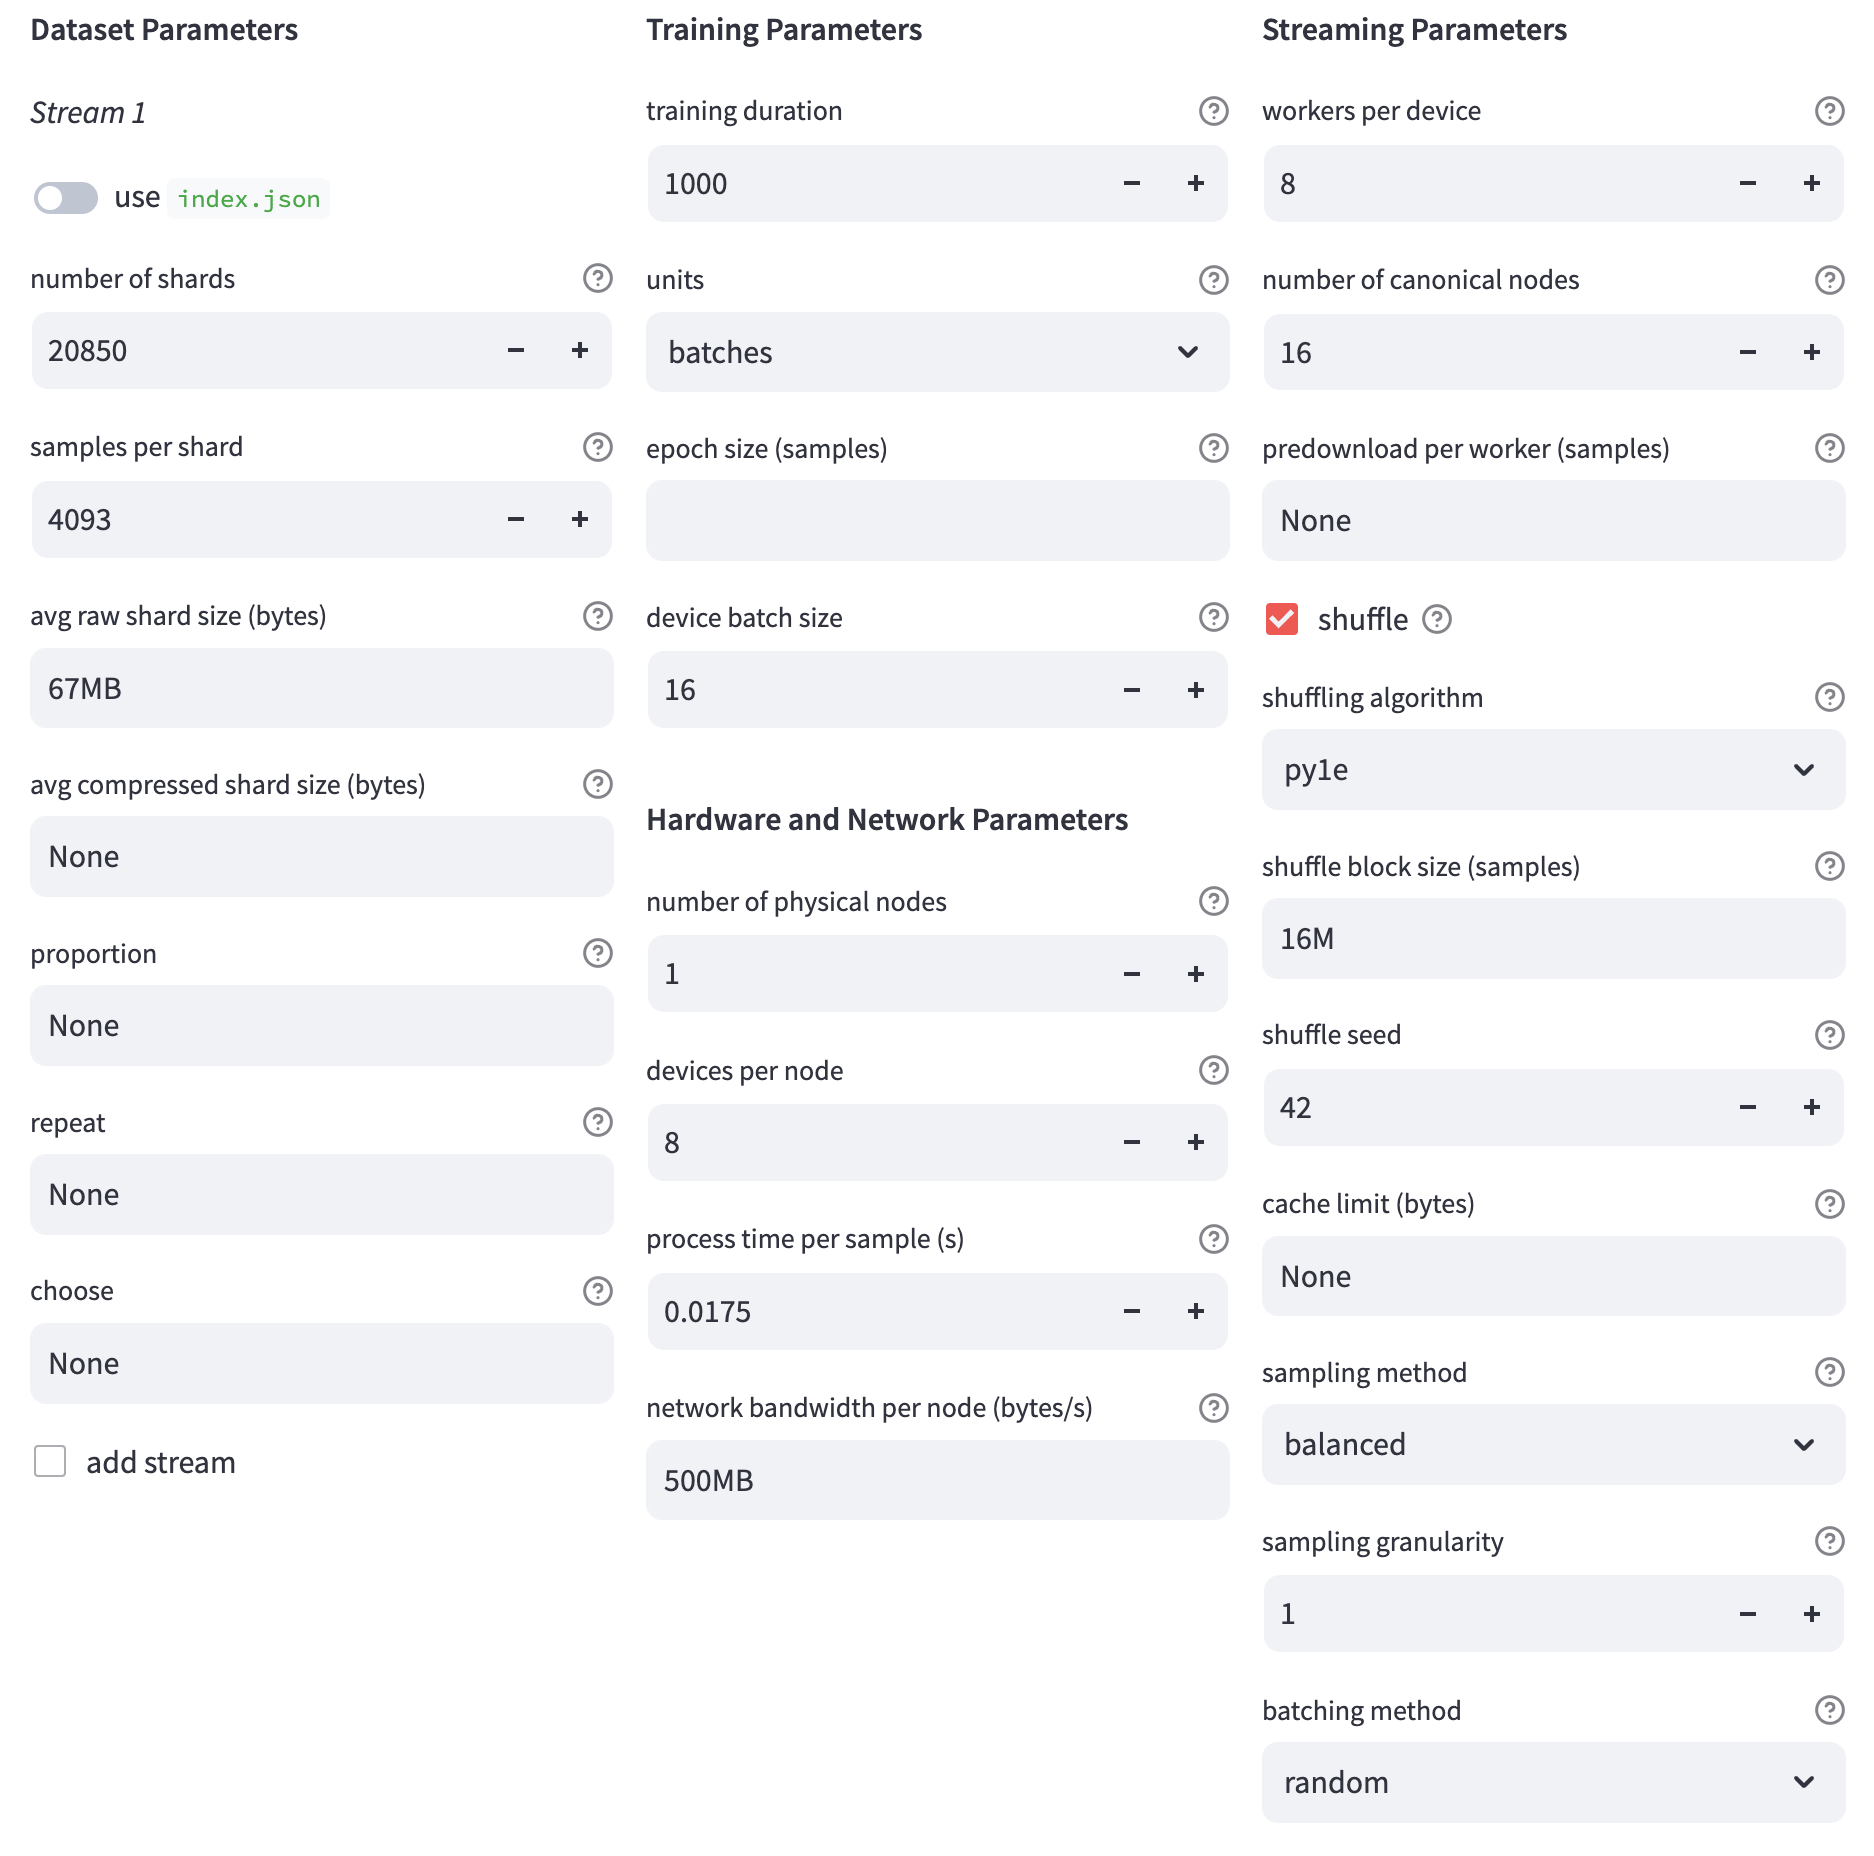 Dataset Parameters
Stream 1
use index.json
number of shards
20850
samples per shard
4093
avg raw shard size (bytes)
67MB
avg compressed shard size (bytes)
None
proportion
None
repeat
None
choose
None
add stream
Training Parameters
training duration
1000
units
batches
epoch size (samples)
device batch size
16
Hardware and Network Parameters
number of physical nodes
1
devices per node
8
process time per sample (s)
0.0175
network bandwidth per node (bytes/s)
500MB
Streaming Parameters
workers per device
8
number of canonical nodes
16
predownload per worker (samples)
None
shuffle
shuffling algorithm
py1e
shuffle block size (samples)
16M
shuffle seed
42
cache limit (bytes)
None
sampling method
balanced
sampling granularity
1
batching method
random